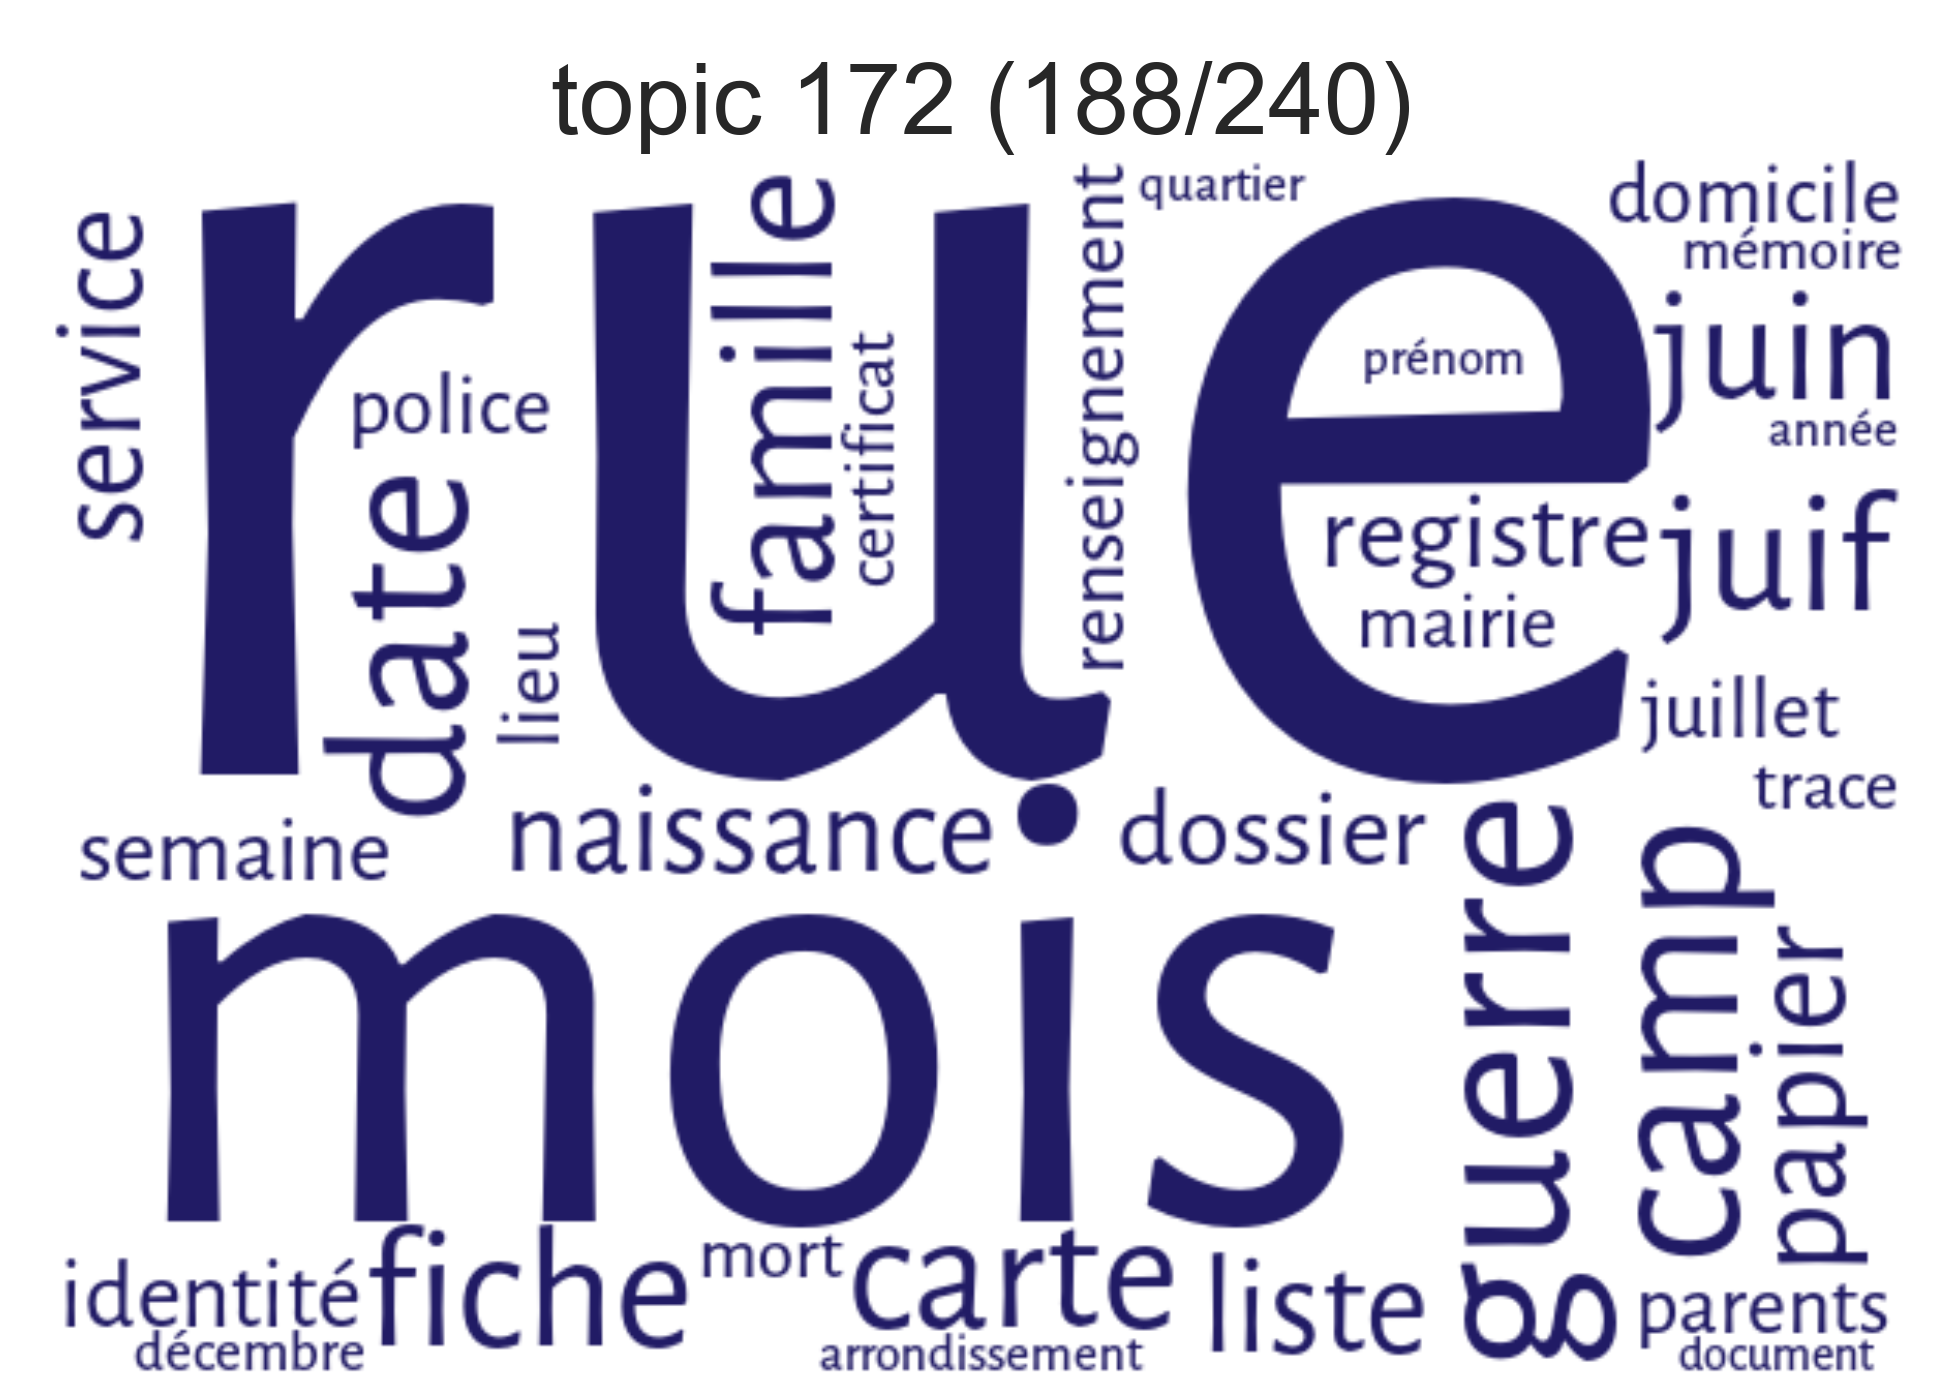 topic 172 (188/240)
service
rue
police
date
lieu
famille
certificat
renseignement
quartier
prénom
domicile
mémoire
juin
année
registre
mairie
juif
juillet
trace
semaine
naissance
dossier
mois
guerre
camp
papier
identité
décembre
fiche
mort
carte
arrondissement
liste
parents
document